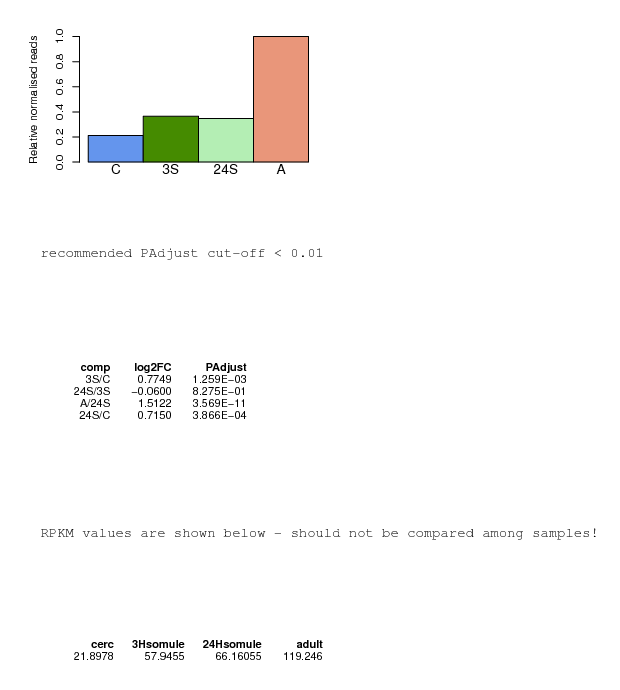 Relative normalised reads
1.0
0.8
0.6
0.4
0.2
0.0
C 3S 24S A
recommended PAdjust cut-off < 0.01
comp log2FC PAdjust
3S/C 0.7749 1.259E-03
24S/3S -0.0600 8.275E-01
A/24S 1.5122 3.569E-11
24S/C 0.7150 3.866E-04
RPKM values are shown below - should not be compared among samples!
cerc 3Hsomule 24Hsomule adult
21.8978 57.9455 66.16055 119.246